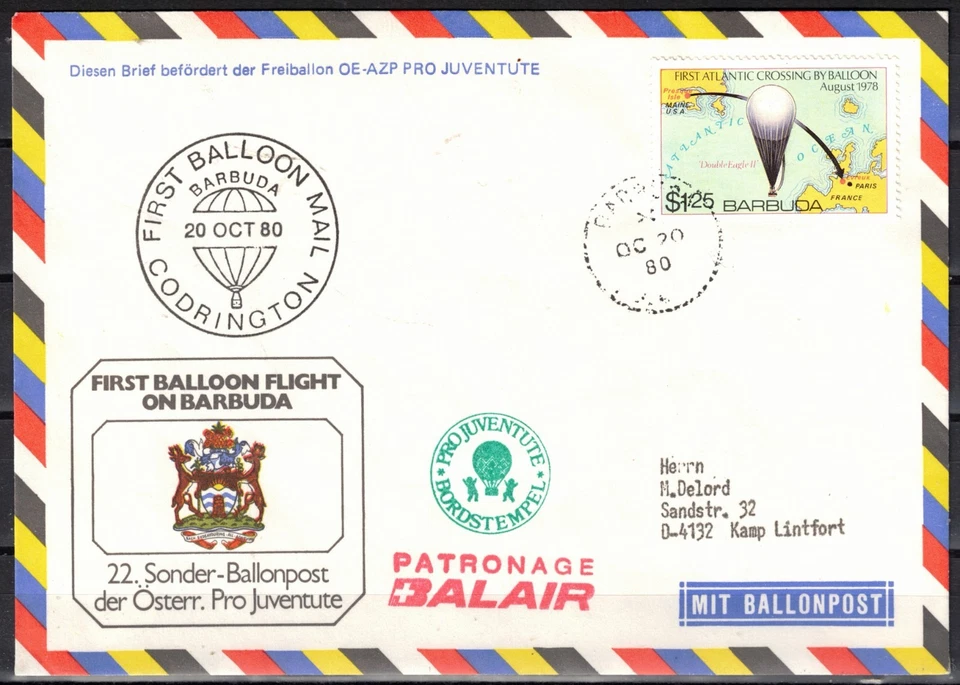 Diesen Brief befördert der Freiballon OE-AZP PRO JUVENTUTE
FIRST ATLANTIC CROSSING BY BALLOON
August 1978
Presque
Isle
MAINE
U.S.A.
ATLANTIC OCEAN
"Double Eagle II"
PARIS
FRANCE
$1.25 BARBUDA
OC 20
80
FIRST BALLOON MAIL
BARBUDA
20 OCT 80
CODRINGTON
FIRST BALLOON FLIGHT
ON BARBUDA
22. Sonder-Ballonpost
der Österr. Pro Juventute
PRO JUVENTUTE
BORDSTEMPEL
PATRONAGE
BALAIR
Herrn
M.Delord
Sandstr. 32
D-4132 Kamp Lintfort
MIT BALLONPOST